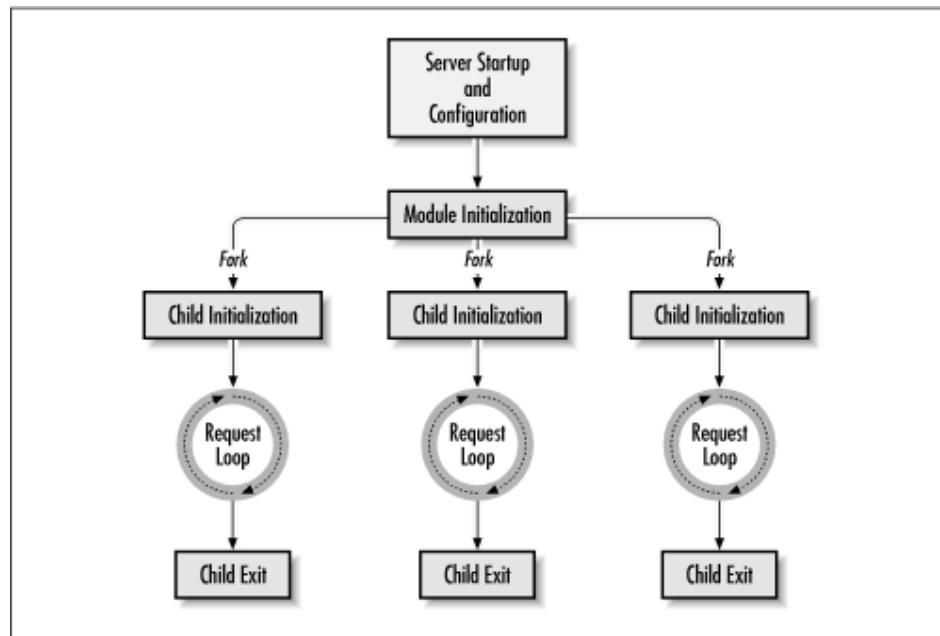 Server Startup
and
Configuration
Module Initialization
Fork
Fork
Fork
Child Initialization
Child Initialization
Child Initialization
Request
Loop
Request
Loop
Request
Loop
Child Exit
Child Exit
Child Exit